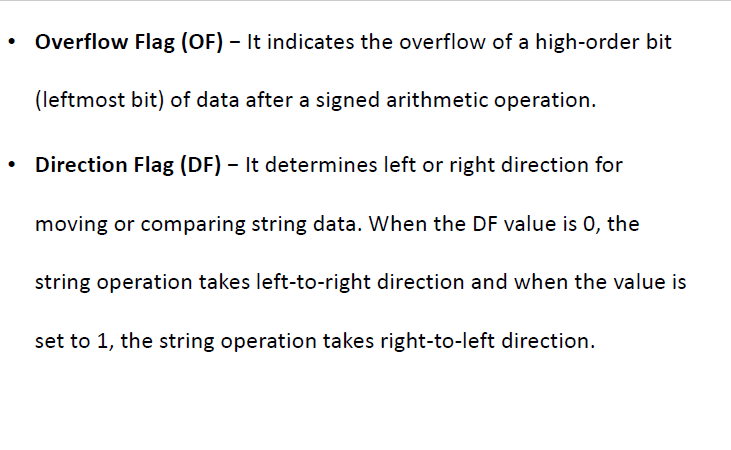 • Overflow Flag (OF) – It indicates the overflow of a high-order bit
(leftmost bit) of data after a signed arithmetic operation.
• Direction Flag (DF) – It determines left or right direction for
moving or comparing string data. When the DF value is 0, the
string operation takes left-to-right direction and when the value is
set to 1, the string operation takes right-to-left direction.